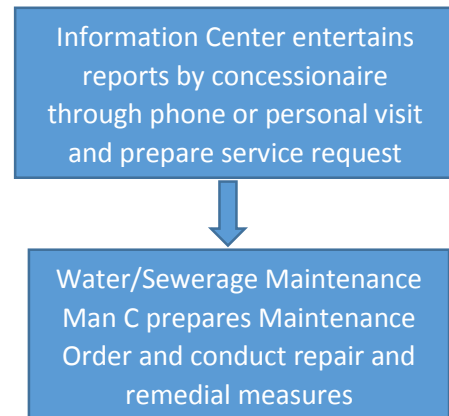 Information Center entertains
reports by concessionaire
through phone or personal visit
and prepare service request
Water/Sewerage Maintenance
Man C prepares Maintenance
Order and conduct repair and
remedial measures